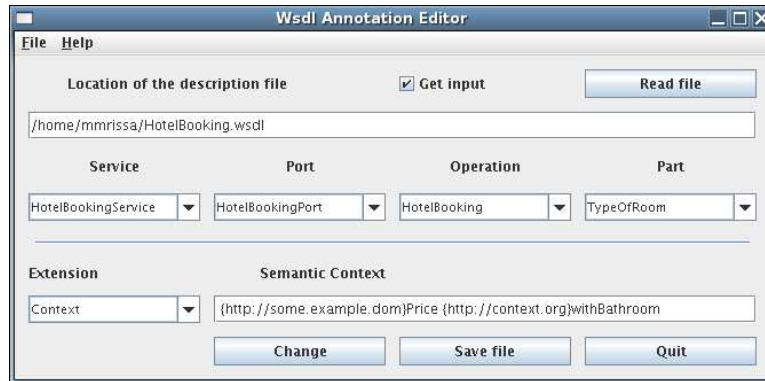 Wsdl Annotation Editor
File Help
Location of the description file Get input Read file
/home/mmrissa/HotelBooking.wsdl
Service Port Operation Part
HotelBookingService HotelBookingPort HotelBooking TypeOfRoom
Extension Semantic Context
Context {http://some.example.dom}Price {http://context.org}withBathroom
Change Save file Quit